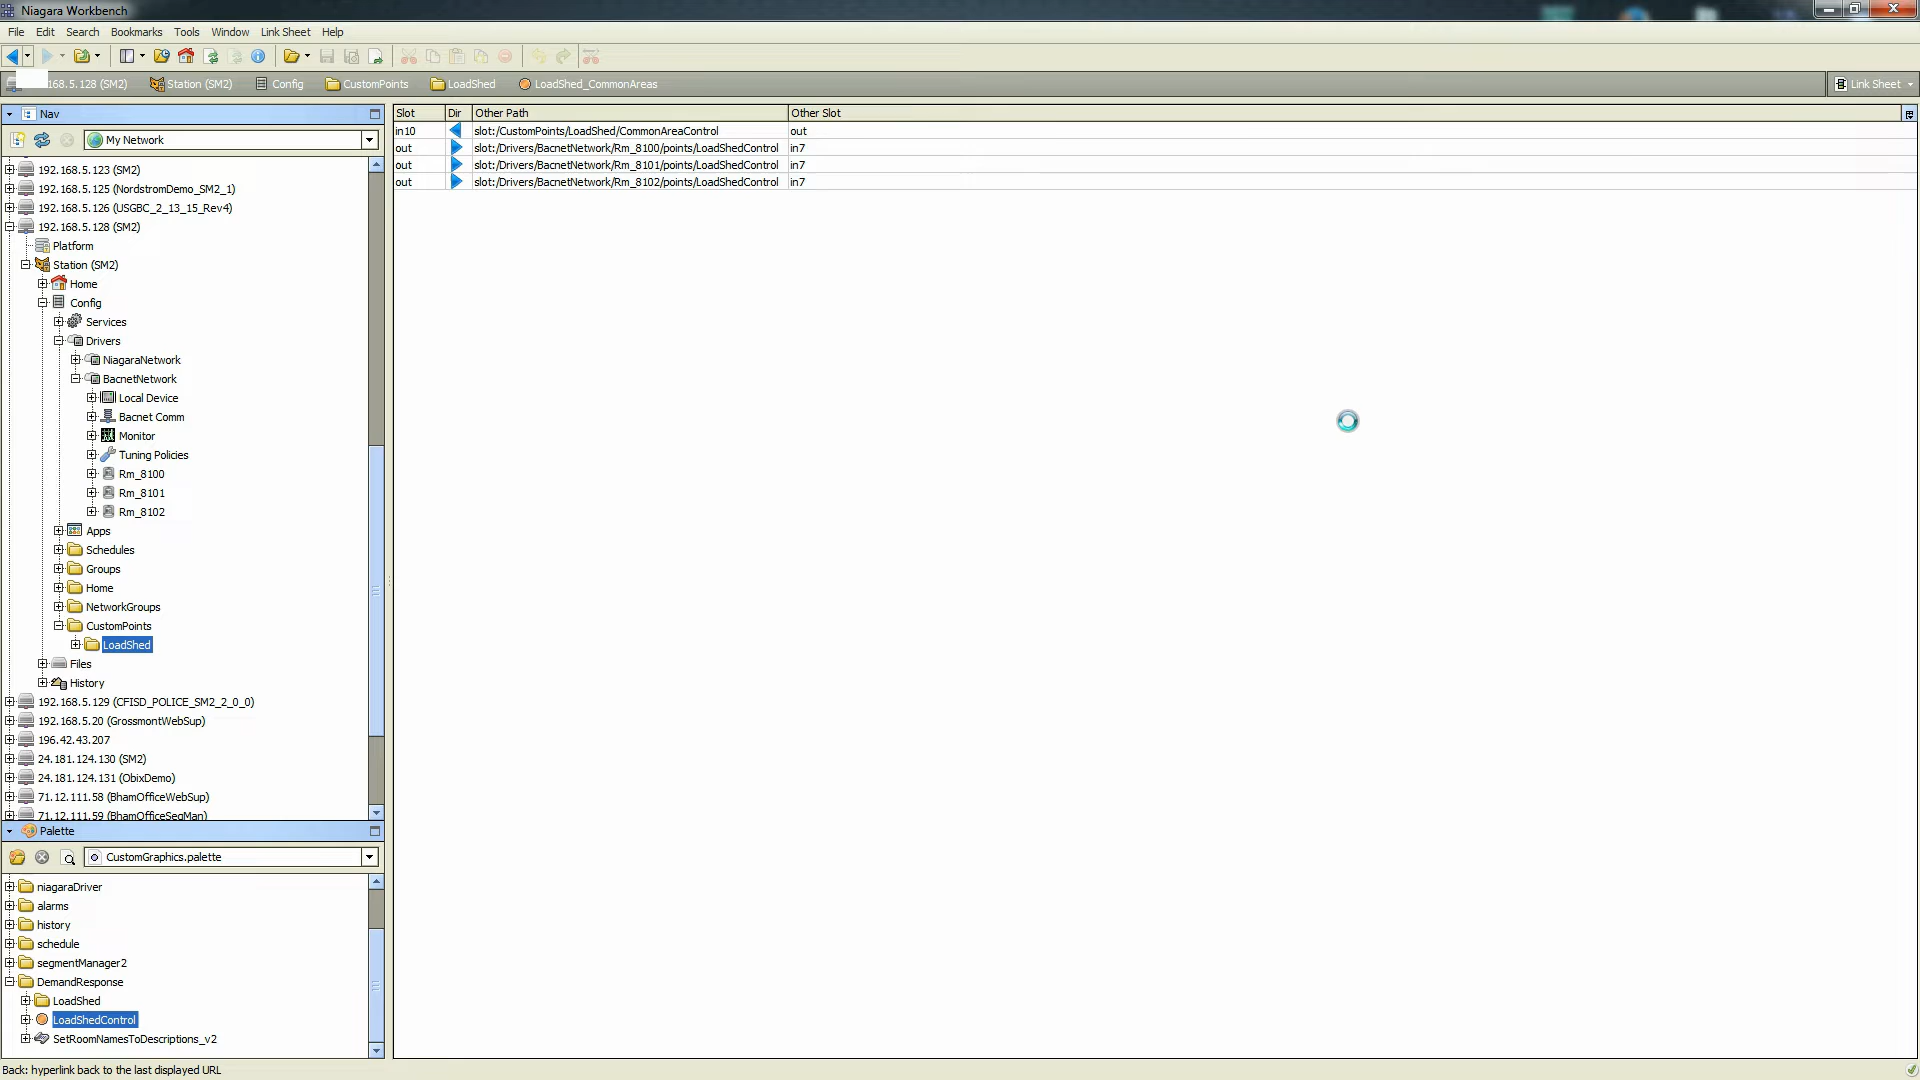 Niagara Workbench
File Edit Search Bookmarks Tools Window Link Sheet Help
168.5.128 (SM2) Station (SM2) Config CustomPoints LoadShed LoadShed_CommonAreas Link Sheet
Nav
My Network
192.168.5.123 (SM2)
192.168.5.125 (NordstromDemo_SM2_1)
192.168.5.126 (USGBC_2_13_15_Rev4)
192.168.5.128 (SM2)
Platform
Station (SM2)
Home
Config
Services
Drivers
NiagaraNetwork
BacnetNetwork
Local Device
Bacnet Comm
Monitor
Tuning Policies
Rm_8100
Rm_8101
Rm_8102
Apps
Schedules
Groups
Home
NetworkGroups
CustomPoints
LoadShed
Files
History
192.168.5.129 (CFISD_POLICE_SM2_2_0_0)
192.168.5.20 (GrossmontWebSup)
196.42.43.207
24.181.124.130 (SM2)
24.181.124.131 (ObixDemo)
71.12.111.58 (BhamOfficeWebSup)
71.12.111.59 (BhamOfficeSegMan)
Palette
CustomGraphics.palette
niagaraDriver
alarms
history
schedule
segmentManager2
DemandResponse
LoadShed
LoadShedControl
SetRoomNamesToDescriptions_v2
Slot Dir Other Path Other Slot
in10 slot:/CustomPoints/LoadShed/CommonAreaControl out
out slot:/Drivers/BacnetNetwork/Rm_8100/points/LoadShedControl in7
out slot:/Drivers/BacnetNetwork/Rm_8101/points/LoadShedControl in7
out slot:/Drivers/BacnetNetwork/Rm_8102/points/LoadShedControl in7
Back: hyperlink back to the last displayed URL